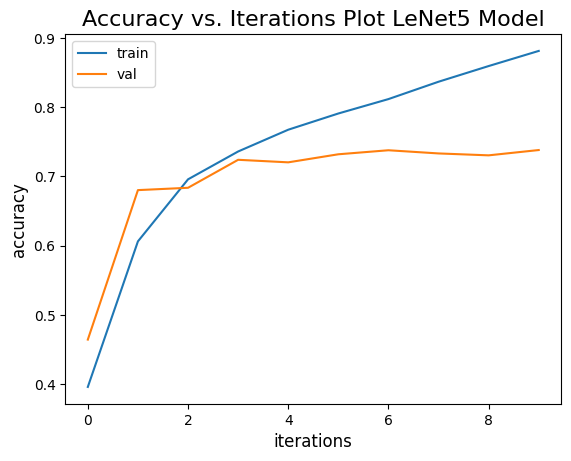 Accuracy vs. Iterations Plot LeNet5 Model
train
val
0.9
0.8
0.7
0.6
0.5
0.4
accuracy
0 2 4 6 8
iterations